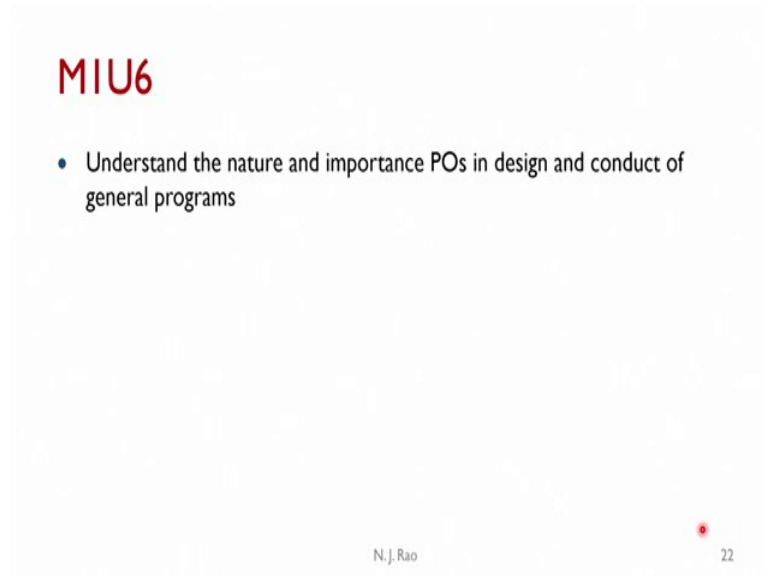 M1U6
• Understand the nature and importance POs in design and conduct of
general programs
N. J. Rao
22